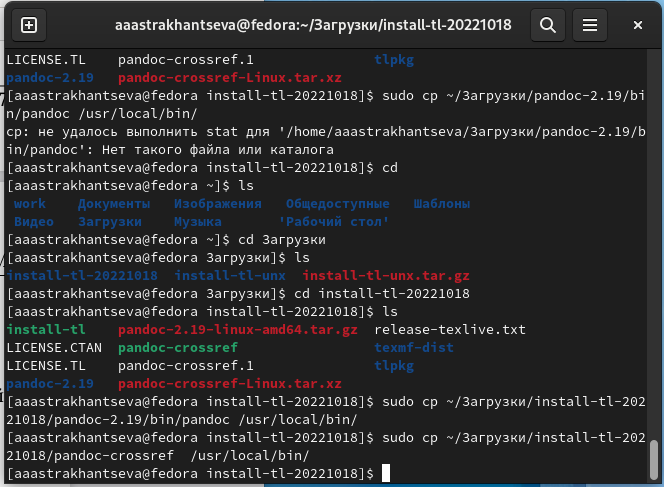 aaastrakhantseva@fedora:~/Загрузки/install-tl-20221018
LICENSE.TL pandoc-crossref.1 tlpkg
pandoc-2.19 pandoc-crossref-Linux.tar.xz
[aaastrakhantseva@fedora install-tl-20221018]$ sudo cp ~/Загрузки/pandoc-2.19/bi
n/pandoc /usr/local/bin/
cp: не удалось выполнить stat для '/home/aaastrakhantseva/Загрузки/pandoc-2.19/b
in/pandoc': Нет такого файла или каталога
[aaastrakhantseva@fedora install-tl-20221018]$ cd
[aaastrakhantseva@fedora ~]$ ls
work Документы Изображения Общедоступные Шаблоны
Видео Загрузки Музыка 'Рабочий стол'
[aaastrakhantseva@fedora ~]$ cd Загрузки
[aaastrakhantseva@fedora Загрузки]$ ls
install-tl-20221018 install-tl-unx install-tl-unx.tar.gz
[aaastrakhantseva@fedora Загрузки]$ cd install-tl-20221018
[aaastrakhantseva@fedora install-tl-20221018]$ ls
install-tl pandoc-2.19-linux-amd64.tar.gz release-texlive.txt
LICENSE.CTAN pandoc-crossref texmf-dist
LICENSE.TL pandoc-crossref.1 tlpkg
pandoc-2.19 pandoc-crossref-Linux.tar.xz
[aaastrakhantseva@fedora install-tl-20221018]$ sudo cp ~/Загрузки/install-tl-202
21018/pandoc-2.19/bin/pandoc /usr/local/bin/
[aaastrakhantseva@fedora install-tl-20221018]$ sudo cp ~/Загрузки/install-tl-202
21018/pandoc-crossref /usr/local/bin/
[aaastrakhantseva@fedora install-tl-20221018]$